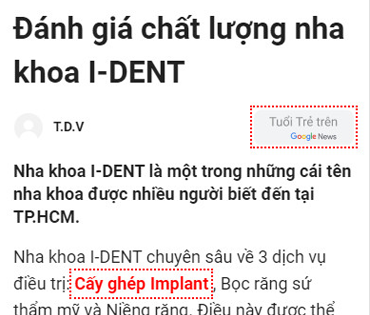 Đánh giá chất lượng nha
khoa I-DENT
T.D.V
Tuổi Trẻ trên
Google News
Nha khoa I-DENT là một trong những cái tên
nha khoa được nhiều người biết đến tại
TP.HCM.
Nha khoa I-DENT chuyên sâu về 3 dịch vụ
điều trị: Cấy ghép Implant, Bọc răng sứ
thẩm mỹ và Niềng răng. Điều này được thể